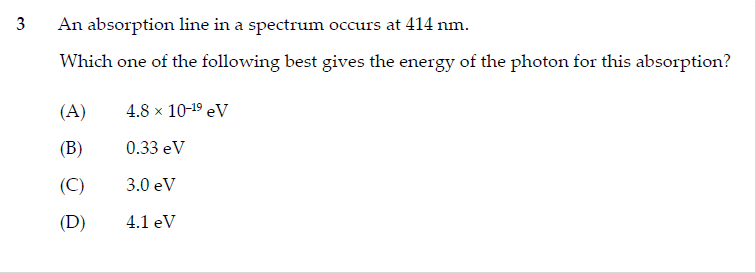 3 An absorption line in a spectrum occurs at 414 nm.
Which one of the following best gives the energy of the photon for this absorption?
(A) 4.8 × 10⁻¹⁹ eV
(B) 0.33 eV
(C) 3.0 eV
(D) 4.1 eV